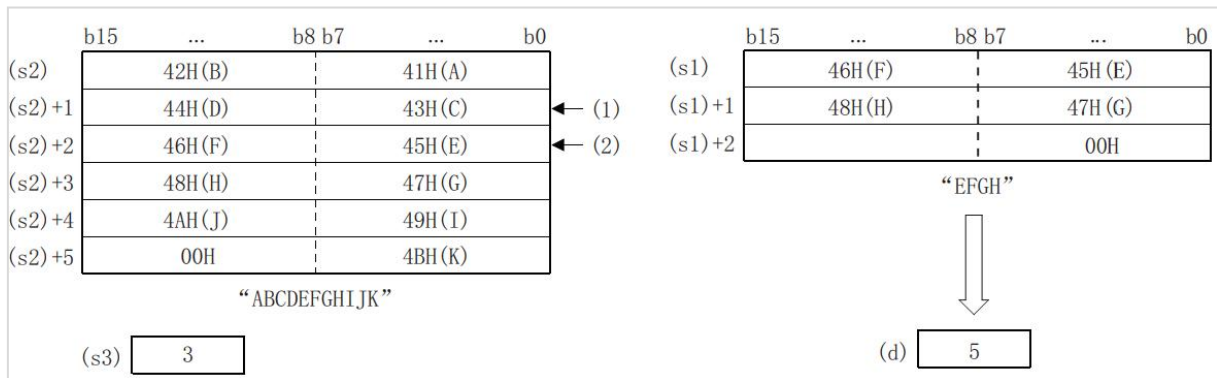 b15 ... b8 b7 ... b0
(s2) 42H(B) 41H(A)
(s2)+1 44H(D) 43H(C) (1)
(s2)+2 46H(F) 45H(E) (2)
(s2)+3 48H(H) 47H(G)
(s2)+4 4AH(J) 49H(I)
(s2)+5 00H 4BH(K)
“ABCDEFGHIJK”
(s3) 3
b15 ... b8 b7 ... b0
(s1) 46H(F) 45H(E)
(s1)+1 48H(H) 47H(G)
(s1)+2 00H
“EFGH”
(d) 5